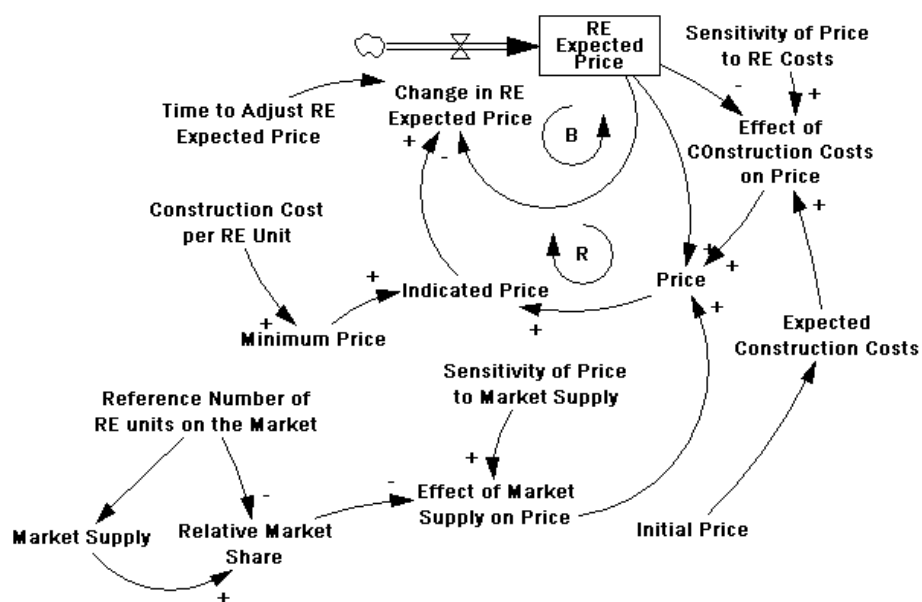 RE
Expected
Price
Sensitivity of Price
to RE Costs
Time to Adjust RE
Expected Price
Change in RE
Expected Price
B
-
+
Effect of
COnstruction Costs
on Price
+
-
Construction Cost
per RE Unit
R
+
+
+
+
+
+
Indicated Price
Price
+
+
+
Minimum Price
Expected
Construction Costs
Sensitivity of Price
to Market Supply
Reference Number of
RE units on the Market
+
-
-
Effect of Market
Supply on Price
Market Supply
Relative Market
Share
Initial Price
+